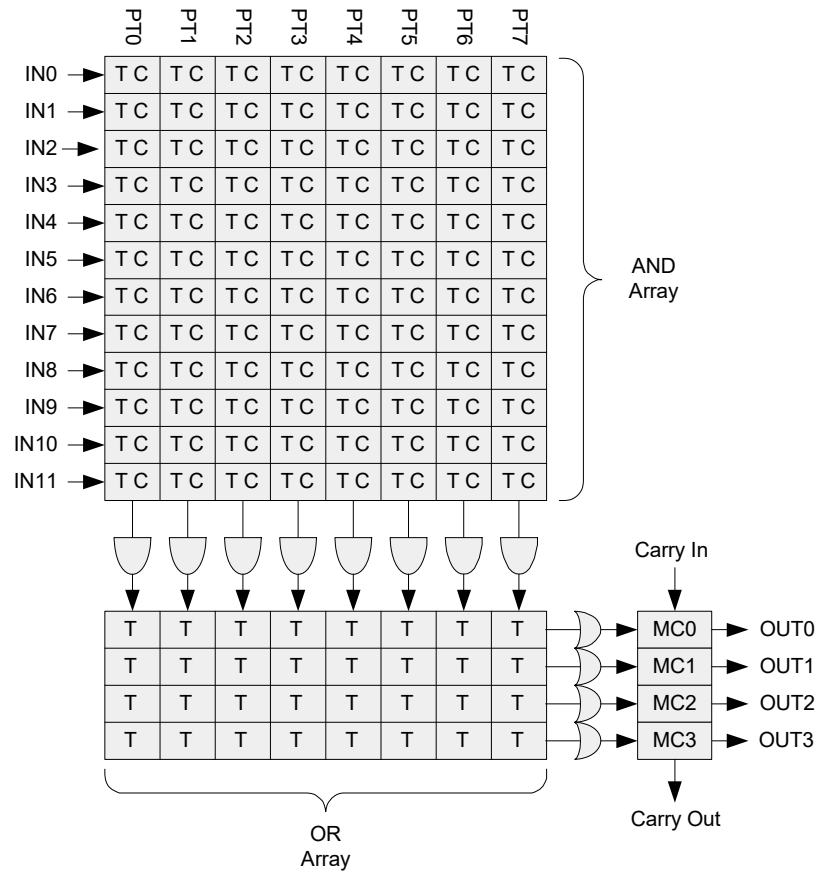 PT0 PT1 PT2 PT3 PT4 PT5 PT6 PT7
IN0 T C T C T C T C T C T C T C T C
IN1 T C T C T C T C T C T C T C T C
IN2 T C T C T C T C T C T C T C T C
IN3 T C T C T C T C T C T C T C T C
IN4 T C T C T C T C T C T C T C T C
IN5 T C T C T C T C T C T C T C T C
IN6 T C T C T C T C T C T C T C T C
IN7 T C T C T C T C T C T C T C T C
IN8 T C T C T C T C T C T C T C T C
IN9 T C T C T C T C T C T C T C T C
IN10 T C T C T C T C T C T C T C T C
IN11 T C T C T C T C T C T C T C T C
AND
Array
Carry In
T T T T T T T T MC0 OUT0
T T T T T T T T MC1 OUT1
T T T T T T T T MC2 OUT2
T T T T T T T T MC3 OUT3
Carry Out
OR
Array